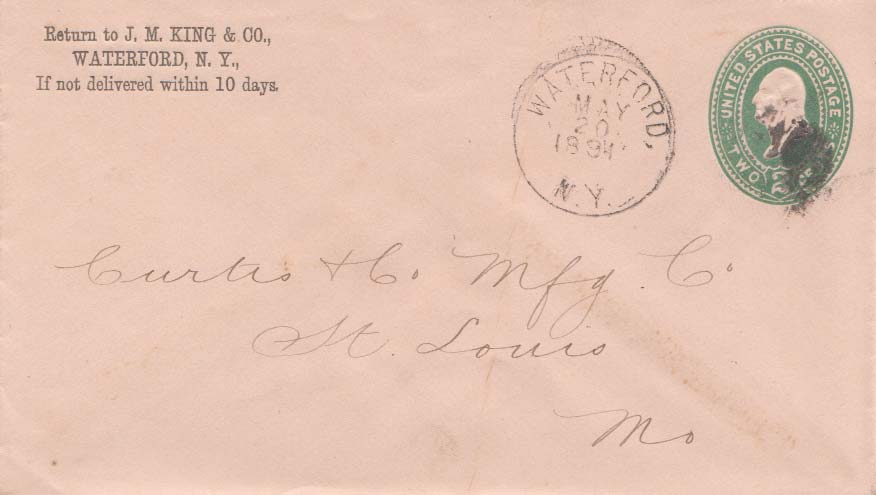 Return to J. M. KING & CO.,
WATERFORD, N. Y.,
If not delivered within 10 days.
WATERFORD,
MAY
20
1894
N.Y.
UNITED STATES POSTAGE
TWO
Curtis & Co Mfg. Co
St. Louis
Mo